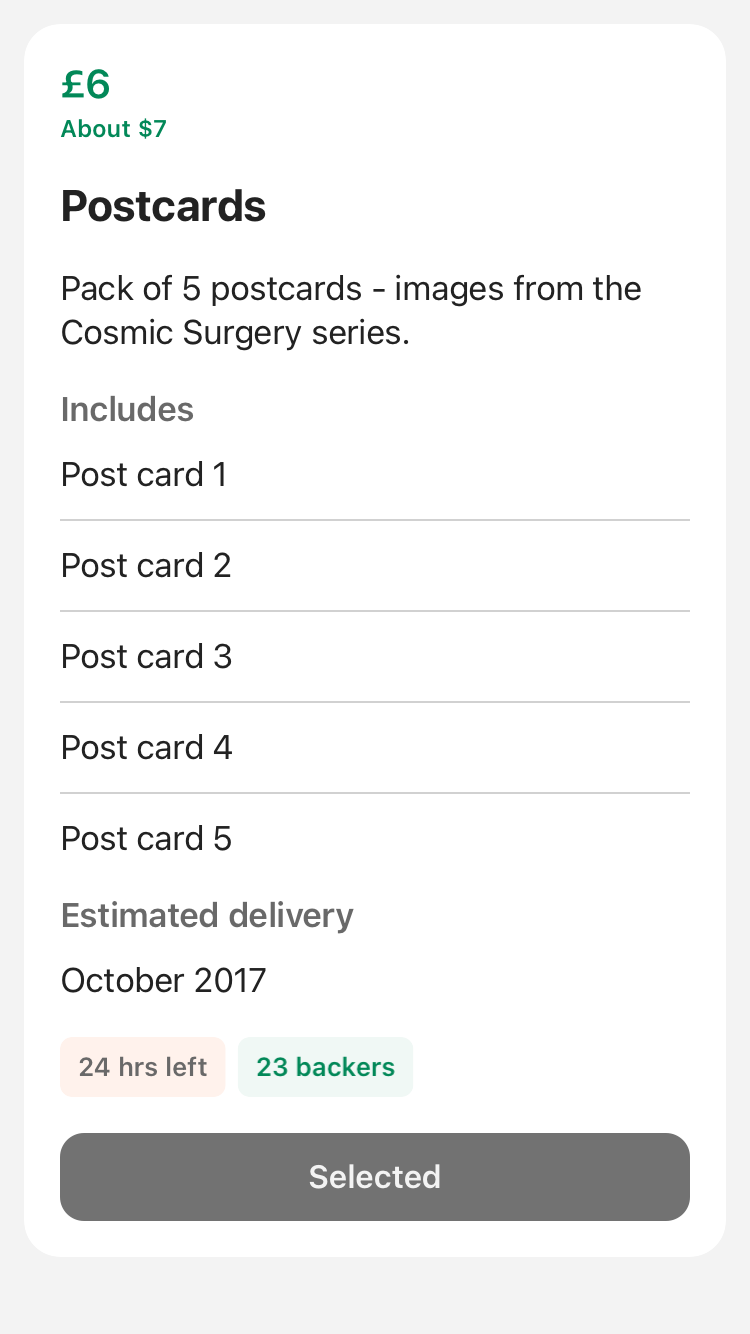 £6
About $7
Postcards
Pack of 5 postcards - images from the
Cosmic Surgery series.
Includes
Post card 1
Post card 2
Post card 3
Post card 4
Post card 5
Estimated delivery
October 2017
24 hrs left
23 backers
Selected